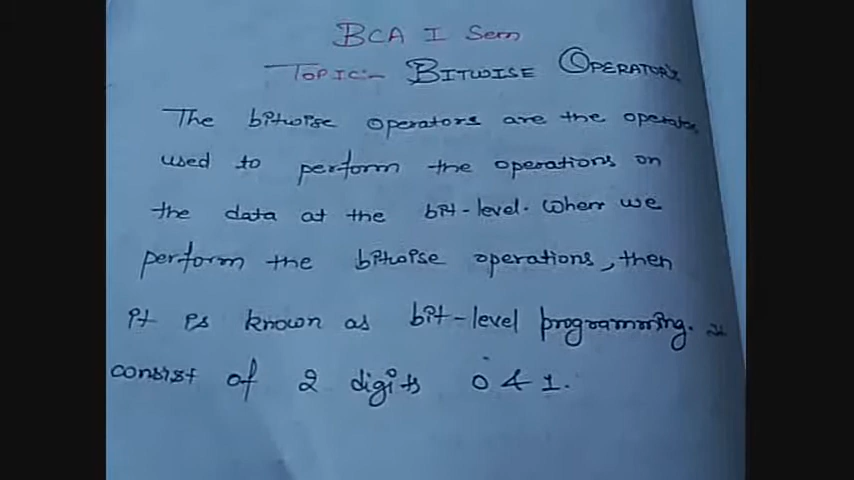 BCA I Sem
TOPIC:- BITWISE OPERATORS
The bitwise operators are the operators
used to perform the operations on
the data at the bit-level. When we
perform the bitwise operations, then
it is known as bit-level programming. It
consist of 2 digits 0 & 1.